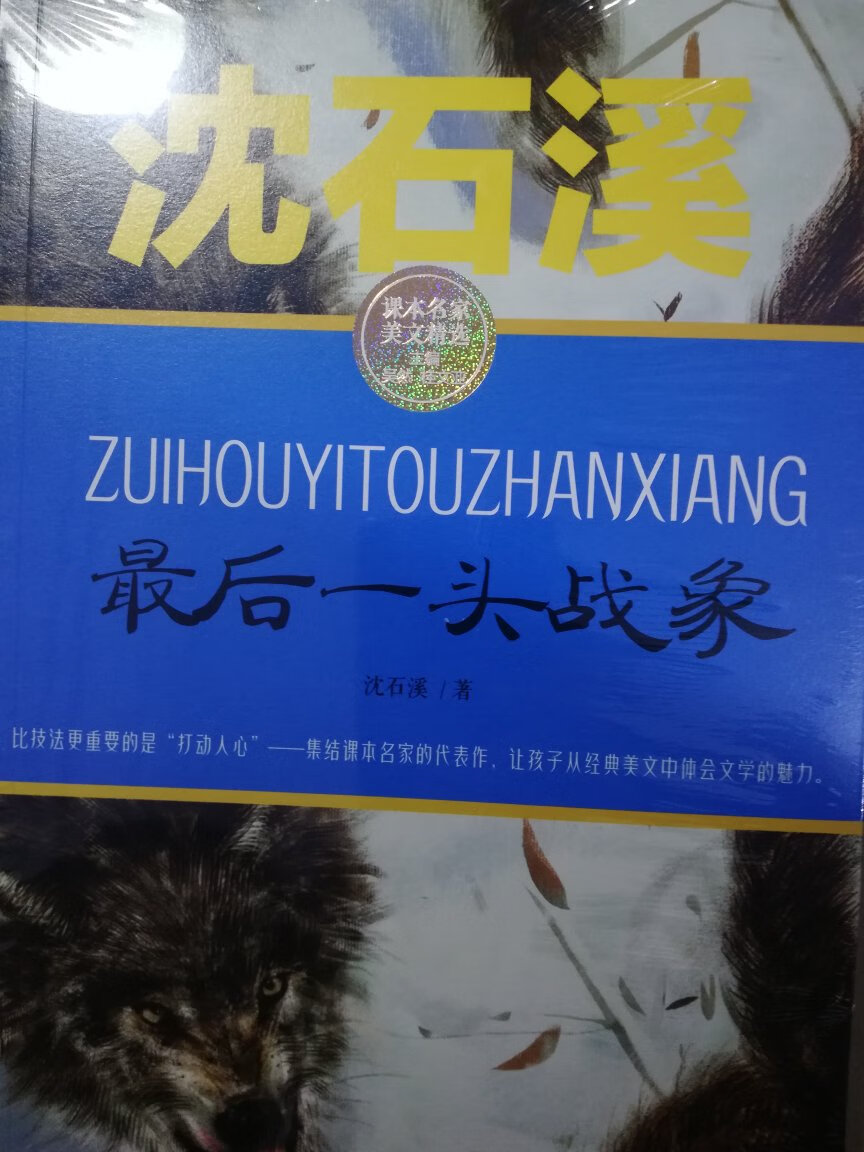 沈石溪
课本名家
美文精选
主编
ZUIHOUYITOUZHANXIANG
最后一头战象
沈石溪 / 著
比技法更重要的是“打动人心”——集结课本名家的代表作，让孩子从经典美文中体会文学的魅力。